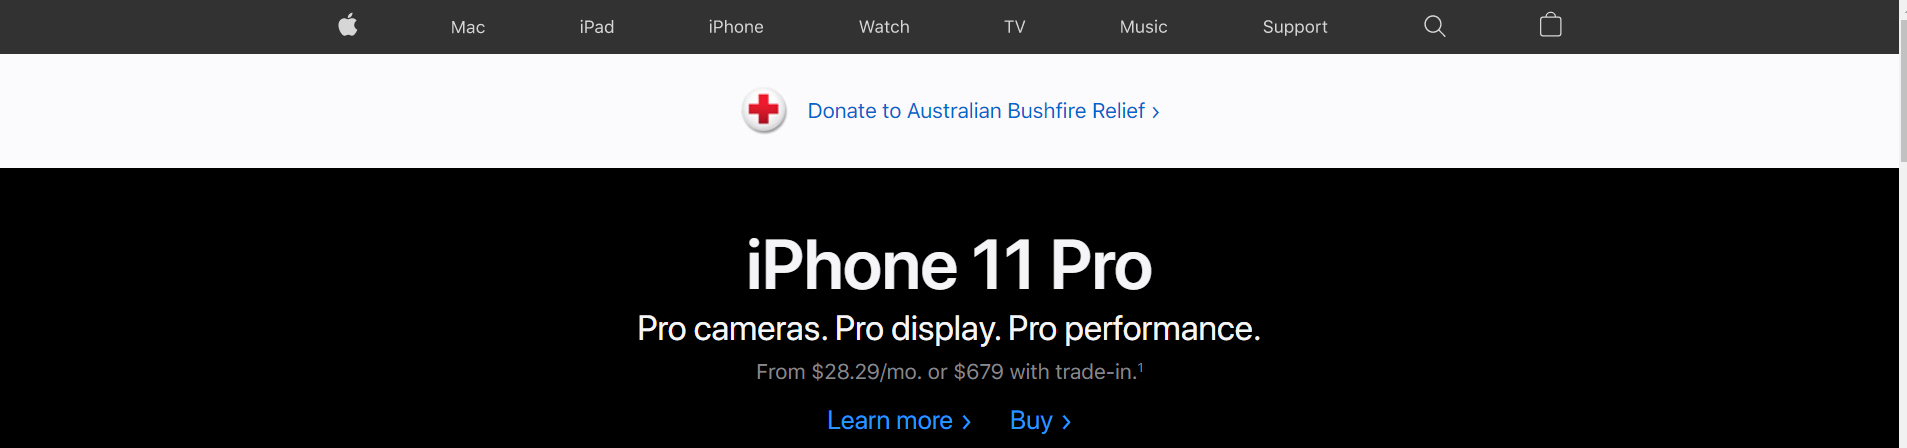 Mac iPad iPhone Watch TV Music Support
Donate to Australian Bushfire Relief >
iPhone 11 Pro
Pro cameras. Pro display. Pro performance.
From $28.29/mo. or $679 with trade-in.¹
Learn more > Buy >